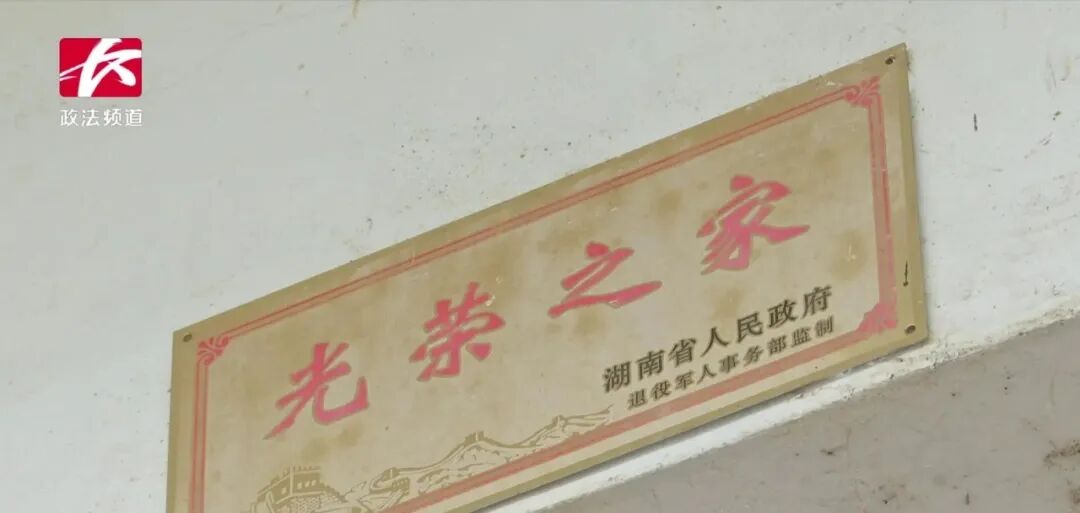 政法频道
光荣之家
湖南省人民政府
退役军人事务部监制